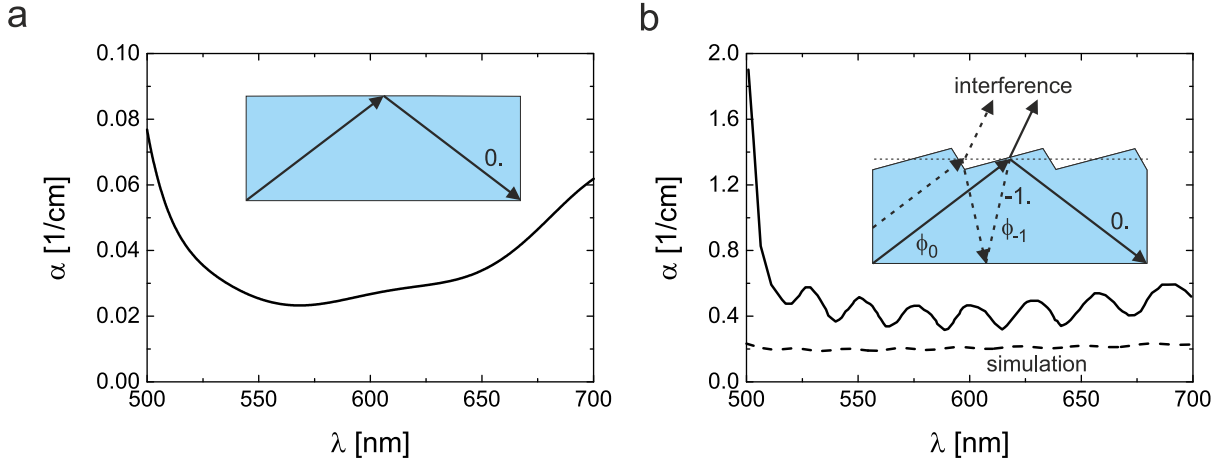 a
0.10
0.08
0.06
0.04
0.02
0.00
α [1/cm]
500
550
600
650
700
λ [nm]
0.
b
2.0
1.6
1.2
0.8
0.4
0.0
α [1/cm]
500
550
600
650
700
λ [nm]
interference
-1.
0.
ϕ0
ϕ-1
simulation